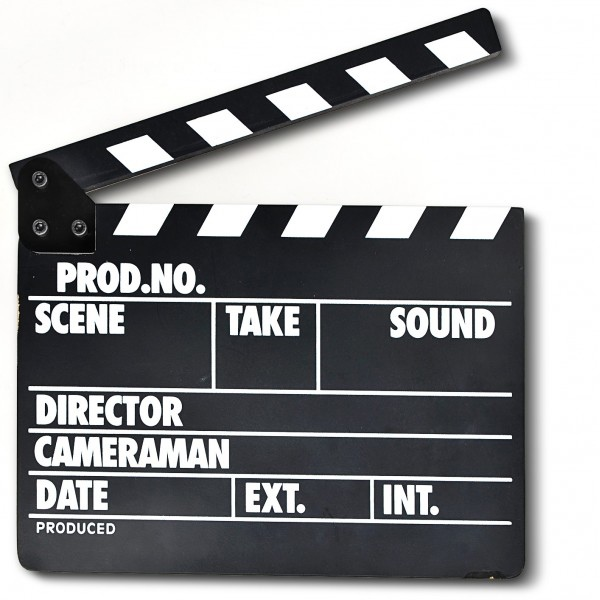 PROD.NO.
SCENE TAKE SOUND
DIRECTOR
CAMERAMAN
DATE EXT. INT.
PRODUCED